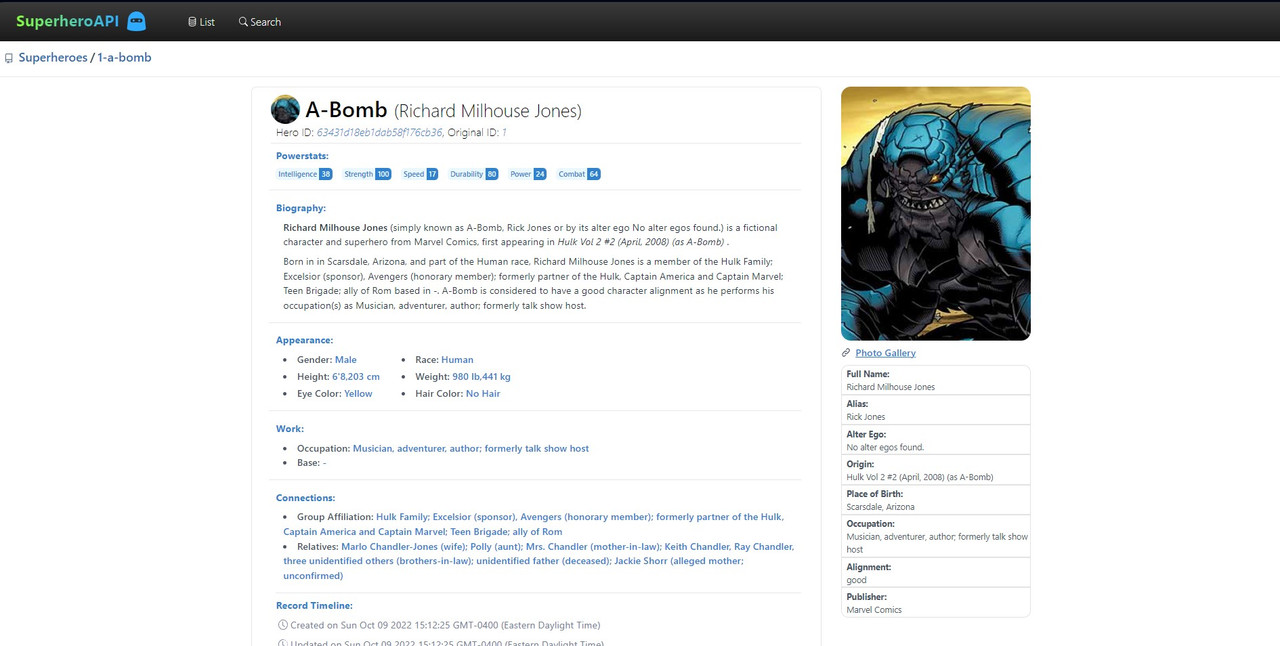 SuperheroAPI
List
Search
Superheroes / 1-a-bomb
A-Bomb (Richard Milhouse Jones)
Hero ID: 63431d18eb1dab58f176cb36, Original ID: 1
Powerstats:
Intelligence 38 Strength 100 Speed 17 Durability 80 Power 24 Combat 64
Biography:
Richard Milhouse Jones (simply known as A-Bomb, Rick Jones or by its alter ego No alter egos found.) is a fictional
character and superhero from Marvel Comics, first appearing in Hulk Vol 2 #2 (April, 2008) (as A-Bomb) .
Born in in Scarsdale, Arizona, and part of the Human race, Richard Milhouse Jones is a member of the Hulk Family;
Excelsior (sponsor), Avengers (honorary member); formerly partner of the Hulk, Captain America and Captain Marvel;
Teen Brigade; ally of Rom based in -. A-Bomb is considered to have a good character alignment as he performs his
occupation(s) as Musician, adventurer, author; formerly talk show host.
Appearance:
Gender: Male
Race: Human
Height: 6'8,203 cm
Weight: 980 lb,441 kg
Eye Color: Yellow
Hair Color: No Hair
Work:
Occupation: Musician, adventurer, author; formerly talk show host
Base: -
Connections:
Group Affiliation: Hulk Family; Excelsior (sponsor), Avengers (honorary member); formerly partner of the Hulk,
Captain America and Captain Marvel; Teen Brigade; ally of Rom
Relatives: Marlo Chandler-Jones (wife); Polly (aunt); Mrs. Chandler (mother-in-law); Keith Chandler, Ray Chandler,
three unidentified others (brothers-in-law); unidentified father (deceased); Jackie Shorr (alleged mother;
unconfirmed)
Record Timeline:
Created on Sun Oct 09 2022 15:12:25 GMT-0400 (Eastern Daylight Time)
Updated on Sun Oct 09 2022 15:12:25 GMT-0400 (Eastern Daylight Time)
Photo Gallery
Full Name:
Richard Milhouse Jones
Alias:
Rick Jones
Alter Ego:
No alter egos found.
Origin:
Hulk Vol 2 #2 (April, 2008) (as A-Bomb)
Place of Birth:
Scarsdale, Arizona
Occupation:
Musician, adventurer, author; formerly talk show
host
Alignment:
good
Publisher:
Marvel Comics